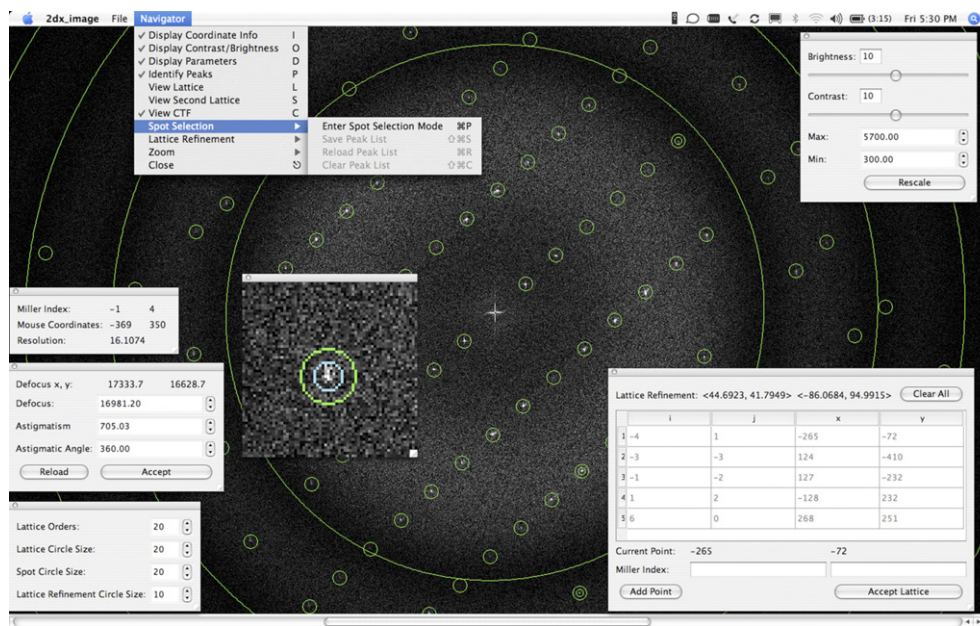 2dx_image File Navigator (3:15) Fri 5:30 PM
✓ Display Coordinate Info I
✓ Display Contrast/Brightness O
✓ Display Parameters D
✓ Identify Peaks P
View Lattice L
View Second Lattice S
✓ View CTF C
Spot Selection ▶
Lattice Refinement ▶
Zoom ▶
Close ⎋
Enter Spot Selection Mode ⌘P
Save Peak List ⇧⌘S
Reload Peak List ⌘R
Clear Peak List ⇧⌘C
Brightness: 10
Contrast: 10
Max: 5700.00
Min: 300.00
Rescale
Miller Index: -1 4
Mouse Coordinates: -369 350
Resolution: 16.1074
Defocus x, y: 17333.7 16628.7
Defocus: 16981.20
Astigmatism 705.03
Astigmatic Angle: 360.00
Reload Accept
Lattice Orders: 20
Lattice Circle Size: 20
Spot Circle Size: 20
Lattice Refinement Circle Size: 10
Lattice Refinement: <44.6923, 41.7949> <-86.0684, 94.9915> Clear All
i j x y
1 -4 1 -265 -72
2 -3 -3 124 -410
3 -1 -2 127 -232
4 1 2 -128 232
5 6 0 268 251
Current Point: -265 -72
Miller Index:
Add Point Accept Lattice